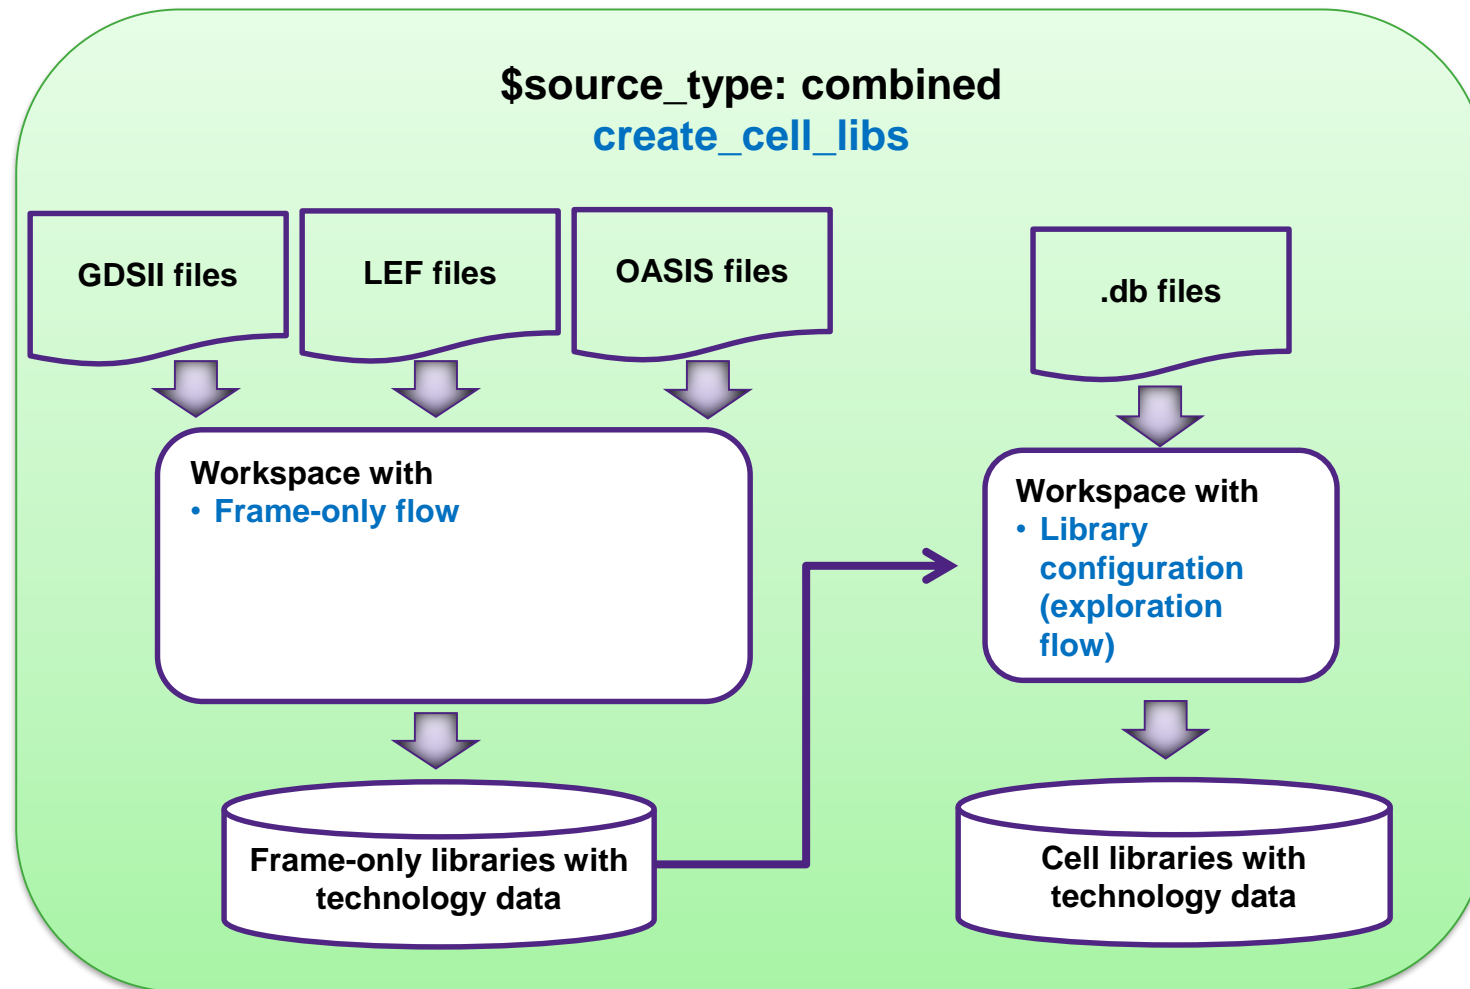 $source_type: combined
create_cell_libs
GDSII files
LEF files
OASIS files
.db files
Workspace with
• Frame-only flow
Workspace with
• Library
configuration
(exploration
flow)
Frame-only libraries with
technology data
Cell libraries with
technology data